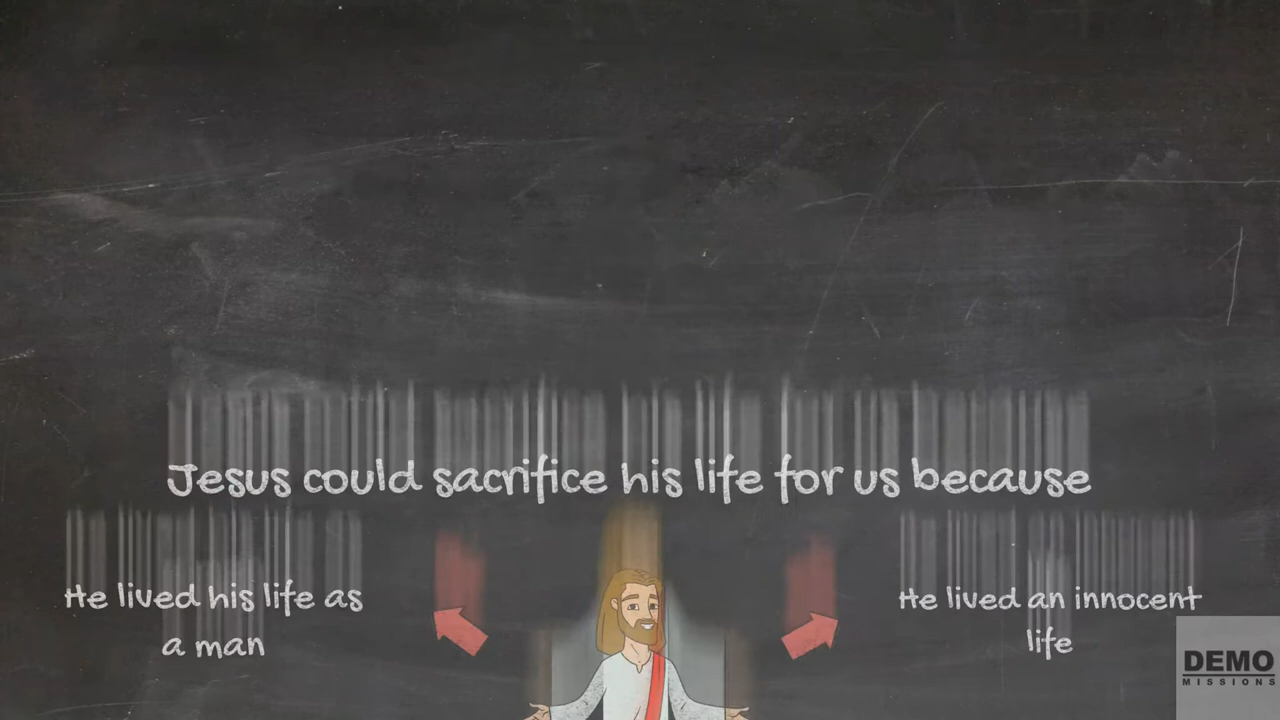 Jesus could sacrifice his life for us because
He lived his life as
a man
He lived an innocent
life
DEMO
MISSIONS